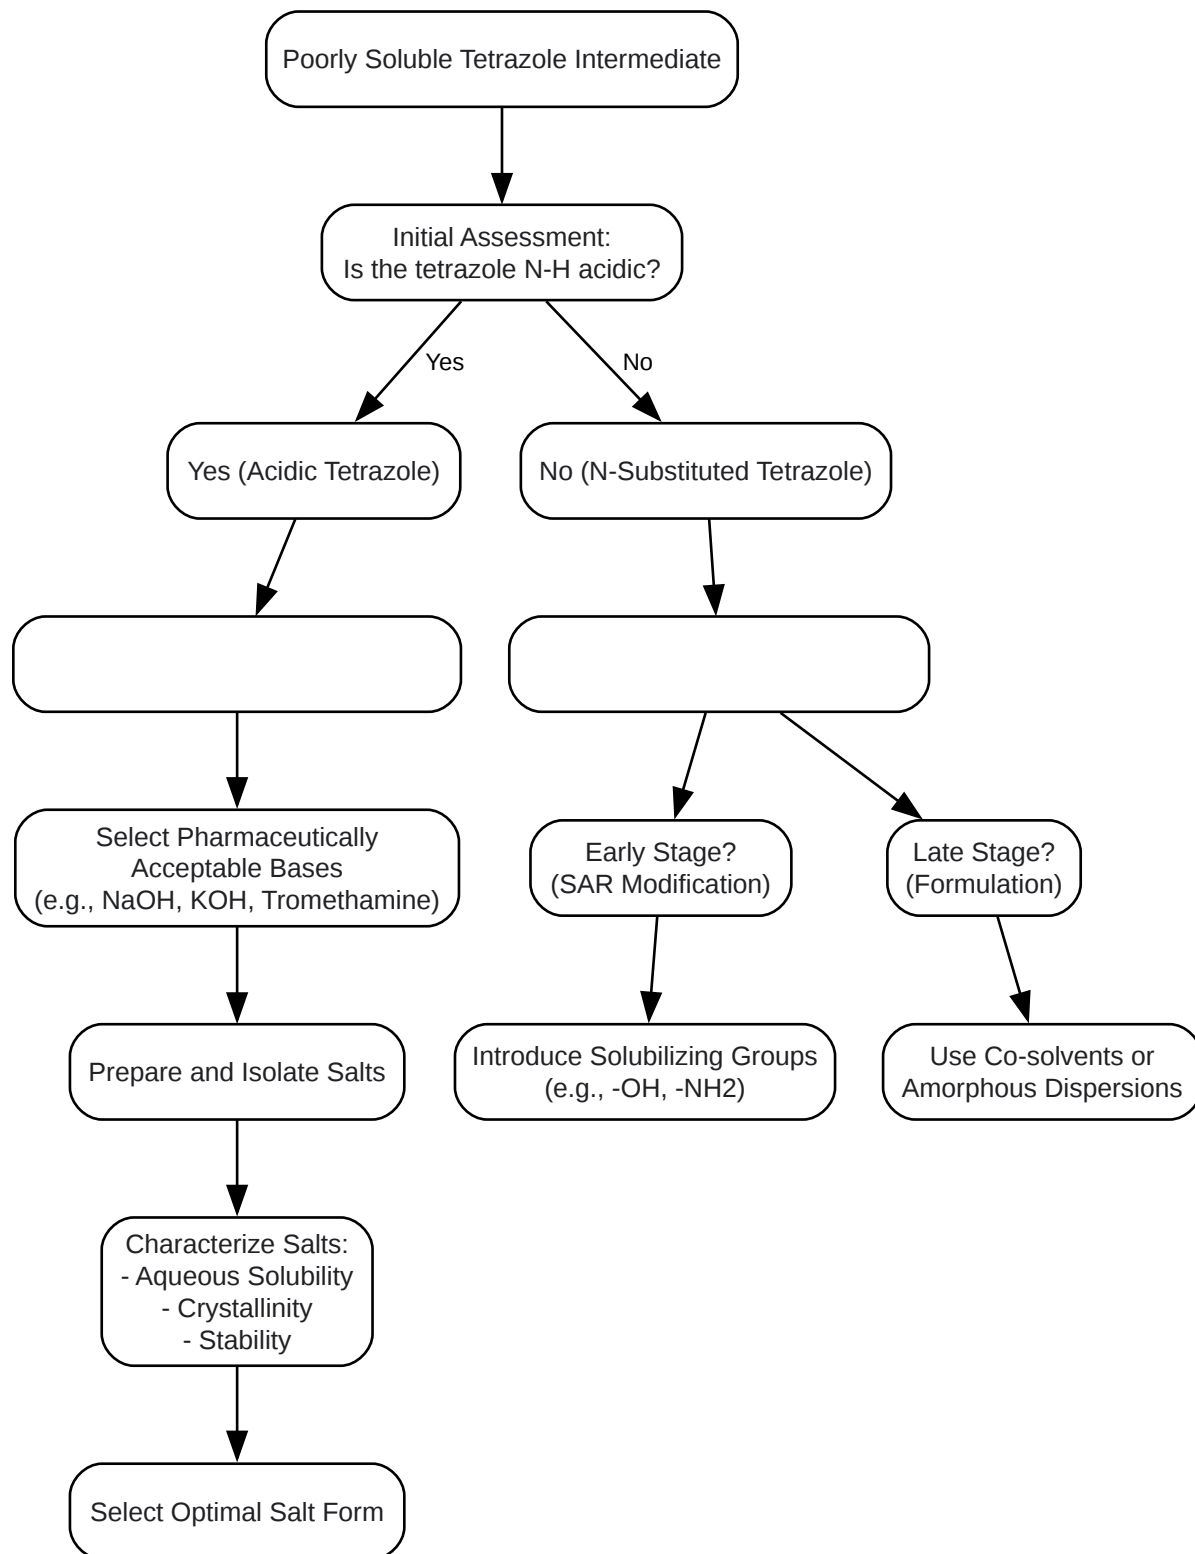 Poorly Soluble Tetrazole Intermediate
Initial Assessment:
Is the tetrazole N-H acidic?
Yes
No
Yes (Acidic Tetrazole)
No (N-Substituted Tetrazole)
Select Pharmaceutically
Acceptable Bases
(e.g., NaOH, KOH, Tromethamine)
Early Stage?
(SAR Modification)
Late Stage?
(Formulation)
Prepare and Isolate Salts
Introduce Solubilizing Groups
(e.g., -OH, -NH2)
Use Co-solvents or
Amorphous Dispersions
Characterize Salts:
- Aqueous Solubility
- Crystallinity
- Stability
Select Optimal Salt Form